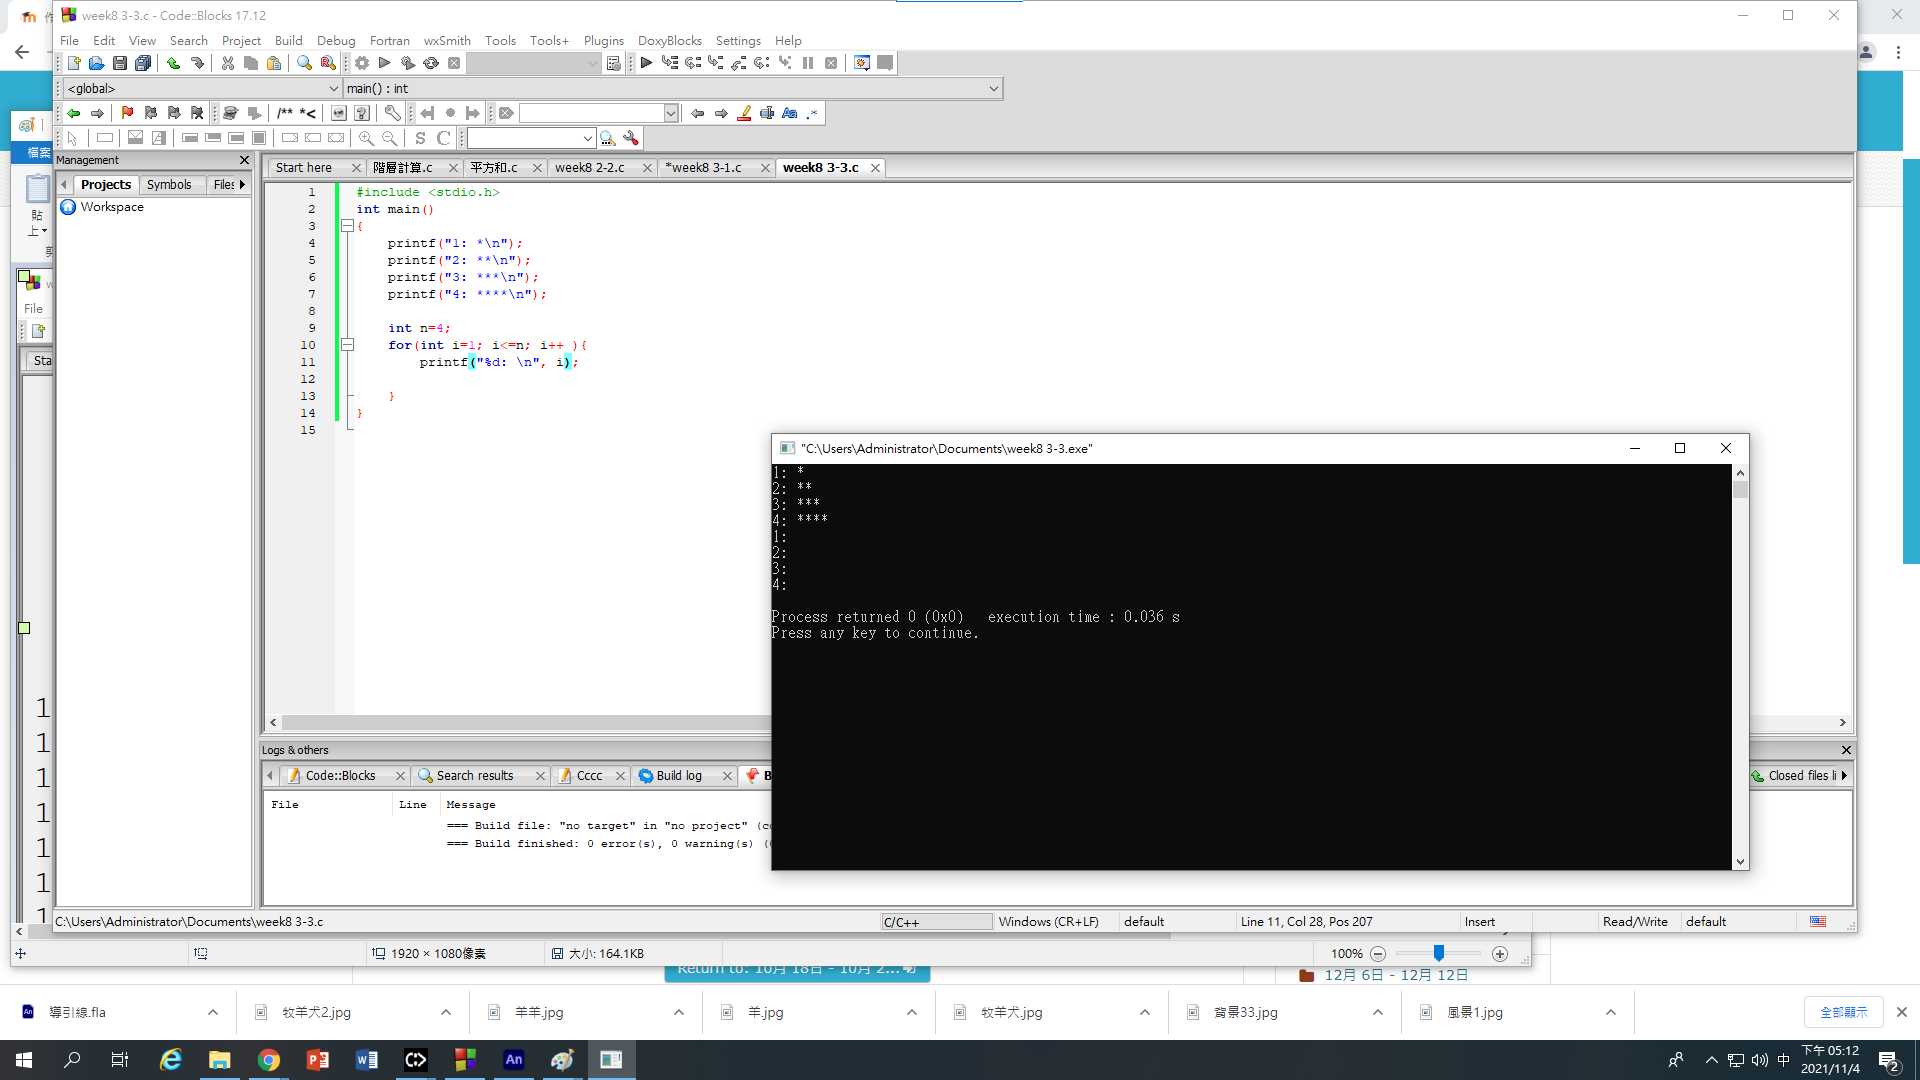 week8 3-3.c - Code::Blocks 17.12
File Edit View Search Project Build Debug Fortran wxSmith Tools Tools+ Plugins DoxyBlocks Settings Help
<global> main() : int
/** *<
S C
檔案
Management
Start here 階層計算.c 平方和.c week8 2-2.c *week8 3-1.c week8 3-3.c
Projects Symbols Files
Workspace
貼
上
File
Sta
1 #include <stdio.h>
2 int main()
3 {
4 printf("1: *\n");
5 printf("2: **\n");
6 printf("3: ***\n");
7 printf("4: ****\n");
8
9 int n=4;
10 for(int i=1; i<=n; i++ ){
11 printf("%d: \n", i);
12
13 }
14 }
15
"C:\Users\Administrator\Documents\week8 3-3.exe"
1: *
2: **
3: ***
4: ****
1:
2:
3:
4:
Process returned 0 (0x0) execution time : 0.036 s
Press any key to continue.
1
1
1
1
1
1
1
Logs & others
Code::Blocks Search results Cccc Build log B
Closed files li
File Line Message
=== Build file: "no target" in "no project" (co
=== Build finished: 0 error(s), 0 warning(s) (
C:\Users\Administrator\Documents\week8 3-3.c C/C++ Windows (CR+LF) default Line 11, Col 28, Pos 207 Insert Read/Write default
1920 × 1080像素 大小: 164.1KB 100%
Return to: 10月 18日 - 10月 2...
12月 6日 - 12月 12日
導引線.fla 牧羊犬2.jpg 羊羊.jpg 羊.jpg 牧羊犬.jpg 背景33.jpg 風景1.jpg 全部顯示
中 下午 05:12
2021/11/4
2